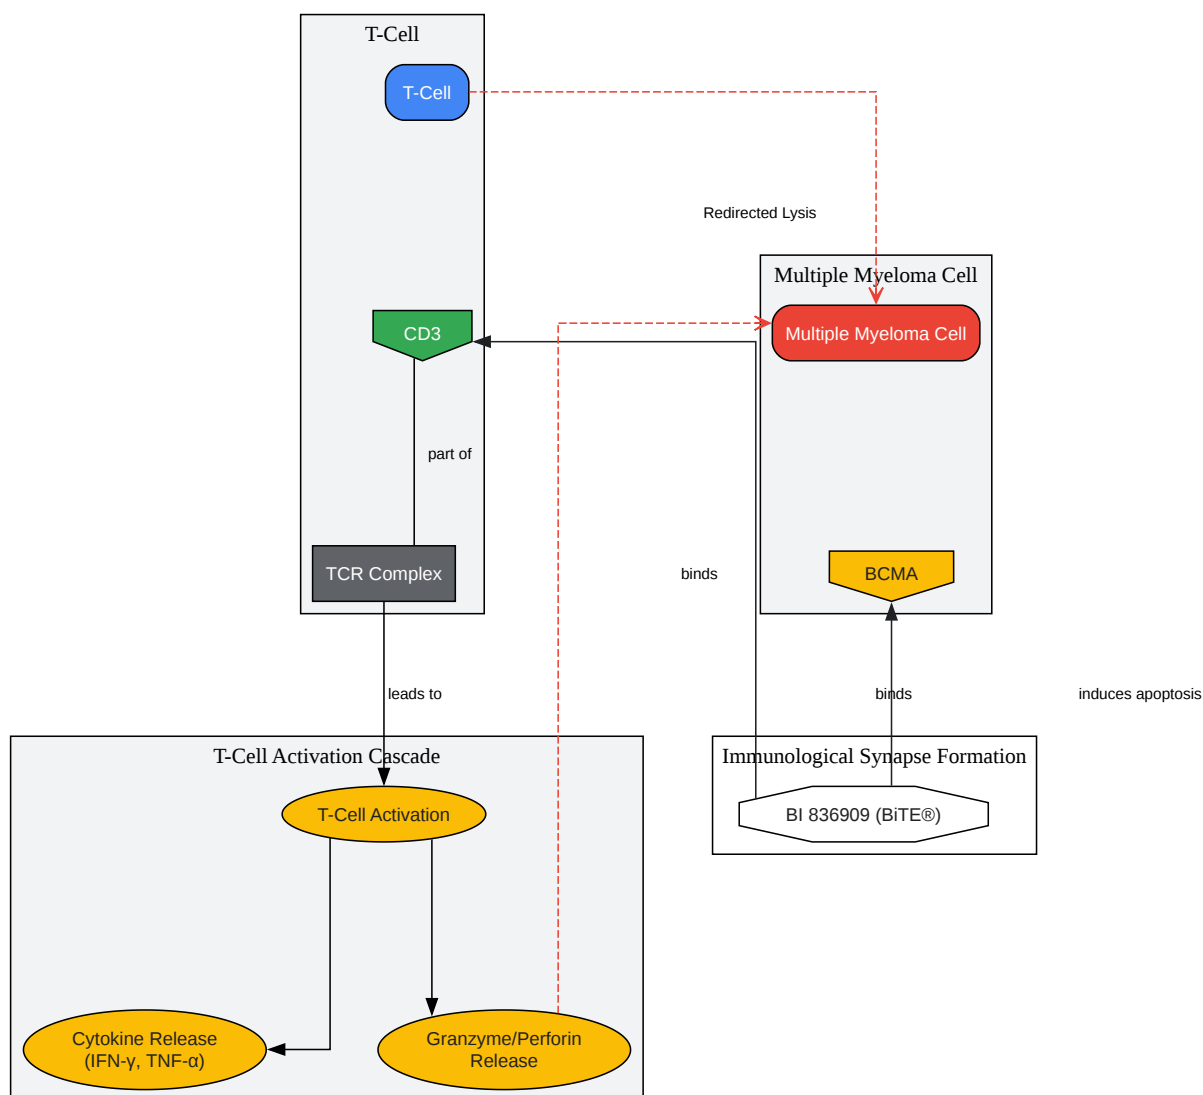 T-Cell
T-Cell
Redirected Lysis
Multiple Myeloma Cell
CD3
Multiple Myeloma Cell
part of
TCR Complex
binds
BCMA
leads to
binds
induces apoptosis
T-Cell Activation Cascade
Immunological Synapse Formation
T-Cell Activation
BI 836909 (BiTE®)
Cytokine Release
(IFN-γ, TNF-α)
Granzyme/Perforin
Release